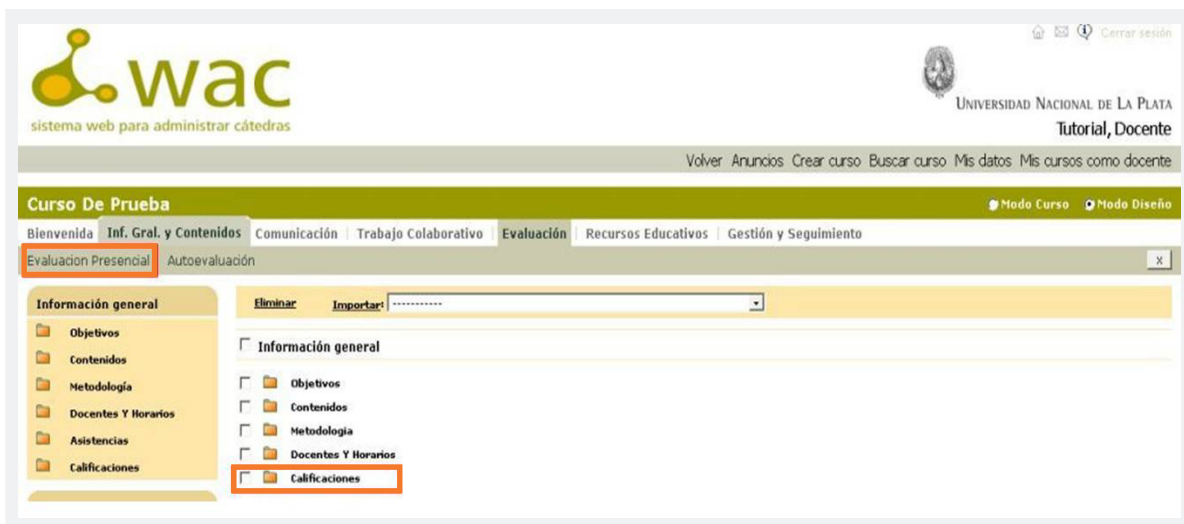 Cerrar sesión
wac
sistema web para administrar cátedras
UNIVERSIDAD NACIONAL DE LA PLATA
Tutorial, Docente
Volver Anuncios Crear curso Buscar curso Mis datos Mis cursos como docente
Curso De Prueba Modo Curso Modo Diseño
Bienvenida Inf. Gral. y Contenidos Comunicación Trabajo Colaborativo Evaluación Recursos Educativos Gestión y Seguimiento
Evaluacion Presencial Autoevaluación x
Información general
Objetivos
Contenidos
Metodología
Docentes Y Horarios
Asistencias
Calificaciones
Eliminar Importar: -----------
Información general
Objetivos
Contenidos
Metodología
Docentes Y Horarios
Calificaciones